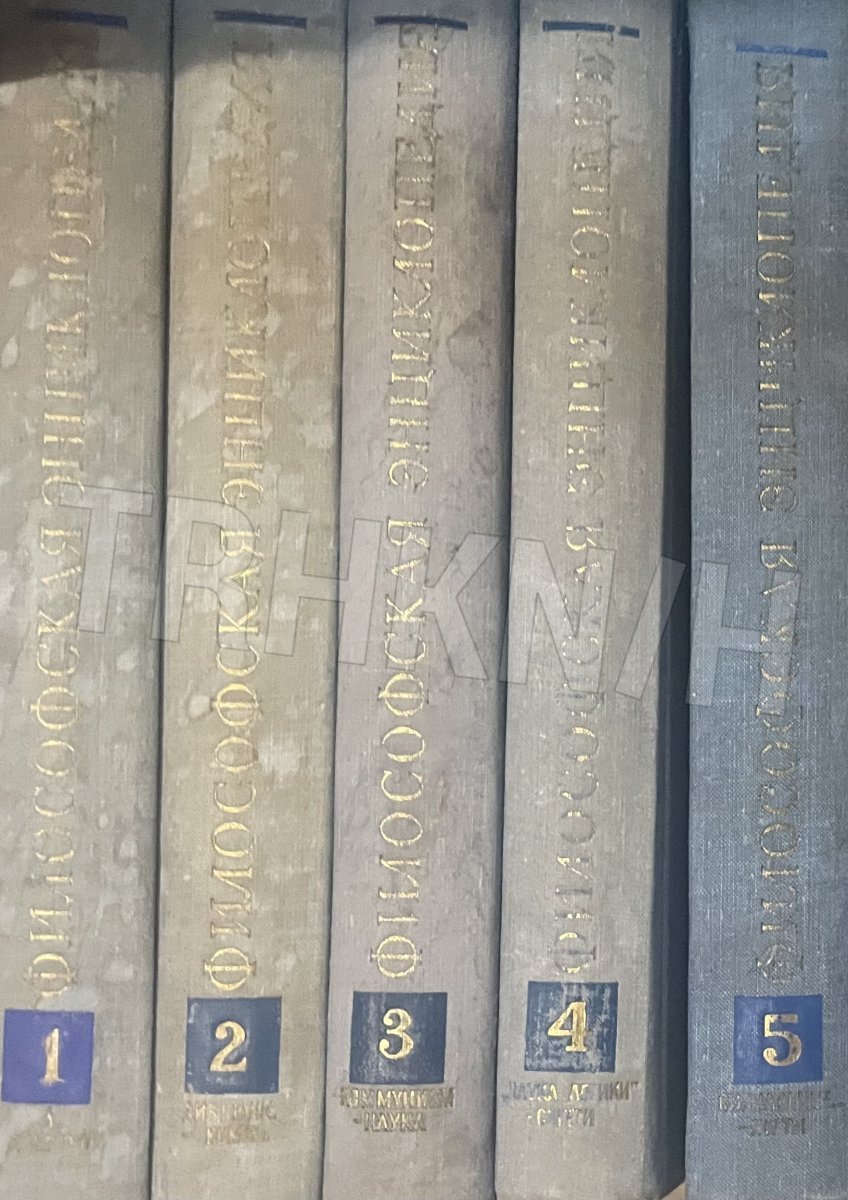 ФИЛОСОФСКАЯ ЭНЦИКЛОПЕДИЯ
1
ФИЛОСОФСКАЯ ЭНЦИКЛОПЕДИЯ
2
ФИЛОСОФСКАЯ ЭНЦИКЛОПЕДИЯ
3
КОММУНИЗМ
-НАУКА
ФИЛОСОФСКАЯ ЭНЦИКЛОПЕДИЯ
4
„НАУКА ЛОГИКИ"
ФИЛОСОФСКАЯ ЭНЦИКЛОПЕДИЯ
5
TRHKNIH